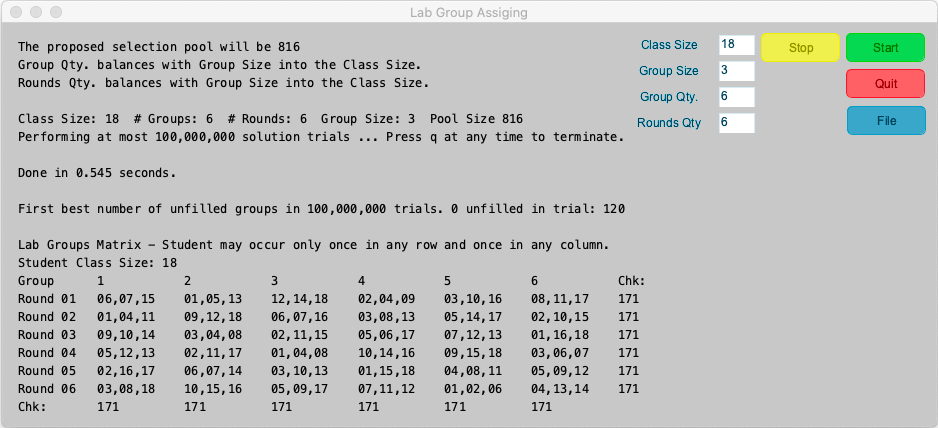 Lab Group Assiging
The proposed selection pool will be 816
Group Qty. balances with Group Size into the Class Size.
Rounds Qty. balances with Group Size into the Class Size.
Class Size: 18  # Groups: 6  # Rounds: 6  Group Size: 3  Pool Size 816
Performing at most 100,000,000 solution trials ... Press q at any time to terminate.
Done in 0.545 seconds.
First best number of unfilled groups in 100,000,000 trials. 0 unfilled in trial: 120
Lab Groups Matrix – Student may occur only once in any row and once in any column.
Student Class Size: 18
Group 1 2 3 4 5 6 Chk:
Round 01 06,07,15 01,05,13 12,14,18 02,04,09 03,10,16 08,11,17 171
Round 02 01,04,11 09,12,18 06,07,16 03,08,13 05,14,17 02,10,15 171
Round 03 09,10,14 03,04,08 02,11,15 05,06,17 07,12,13 01,16,18 171
Round 04 05,12,13 02,11,17 01,04,08 10,14,16 09,15,18 03,06,07 171
Round 05 02,16,17 06,07,14 03,10,13 01,15,18 04,08,11 05,09,12 171
Round 06 03,08,18 10,15,16 05,09,17 07,11,12 01,02,06 04,13,14 171
Chk: 171 171 171 171 171 171
Class Size 18
Group Size 3
Group Qty. 6
Rounds Qty 6
Stop
Start
Quit
File